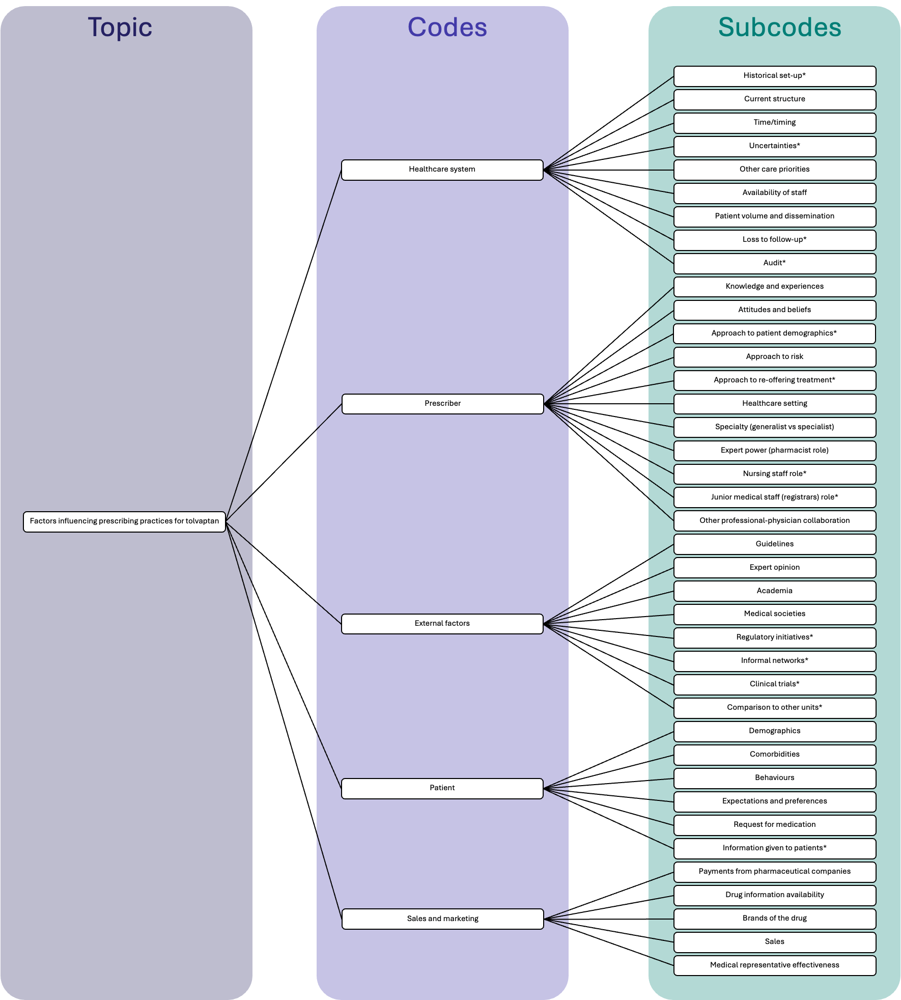 Topic
Codes
Subcodes
Factors influencing prescribing practices for tolvaptan
Healthcare system
Historical set-up*
Current structure
Time/timing
Uncertainties*
Other care priorities
Availability of staff
Patient volume and dissemination
Loss to follow-up*
Audit*
Prescriber
Knowledge and experiences
Attitudes and beliefs
Approach to patient demographics*
Approach to risk
Approach to re-offering treatment*
Healthcare setting
Specialty (generalist vs specialist)
Expert power (pharmacist role)
Nursing staff role*
Junior medical staff (registrars) role*
Other professional-physician collaboration
External factors
Guidelines
Expert opinion
Academia
Medical societies
Regulatory initiatives*
Informal networks*
Clinical trials*
Comparison to other units*
Patient
Demographics
Comorbidities
Behaviours
Expectations and preferences
Request for medication
Information given to patients*
Sales and marketing
Payments from pharmaceutical companies
Drug information availability
Brands of the drug
Sales
Medical representative effectiveness